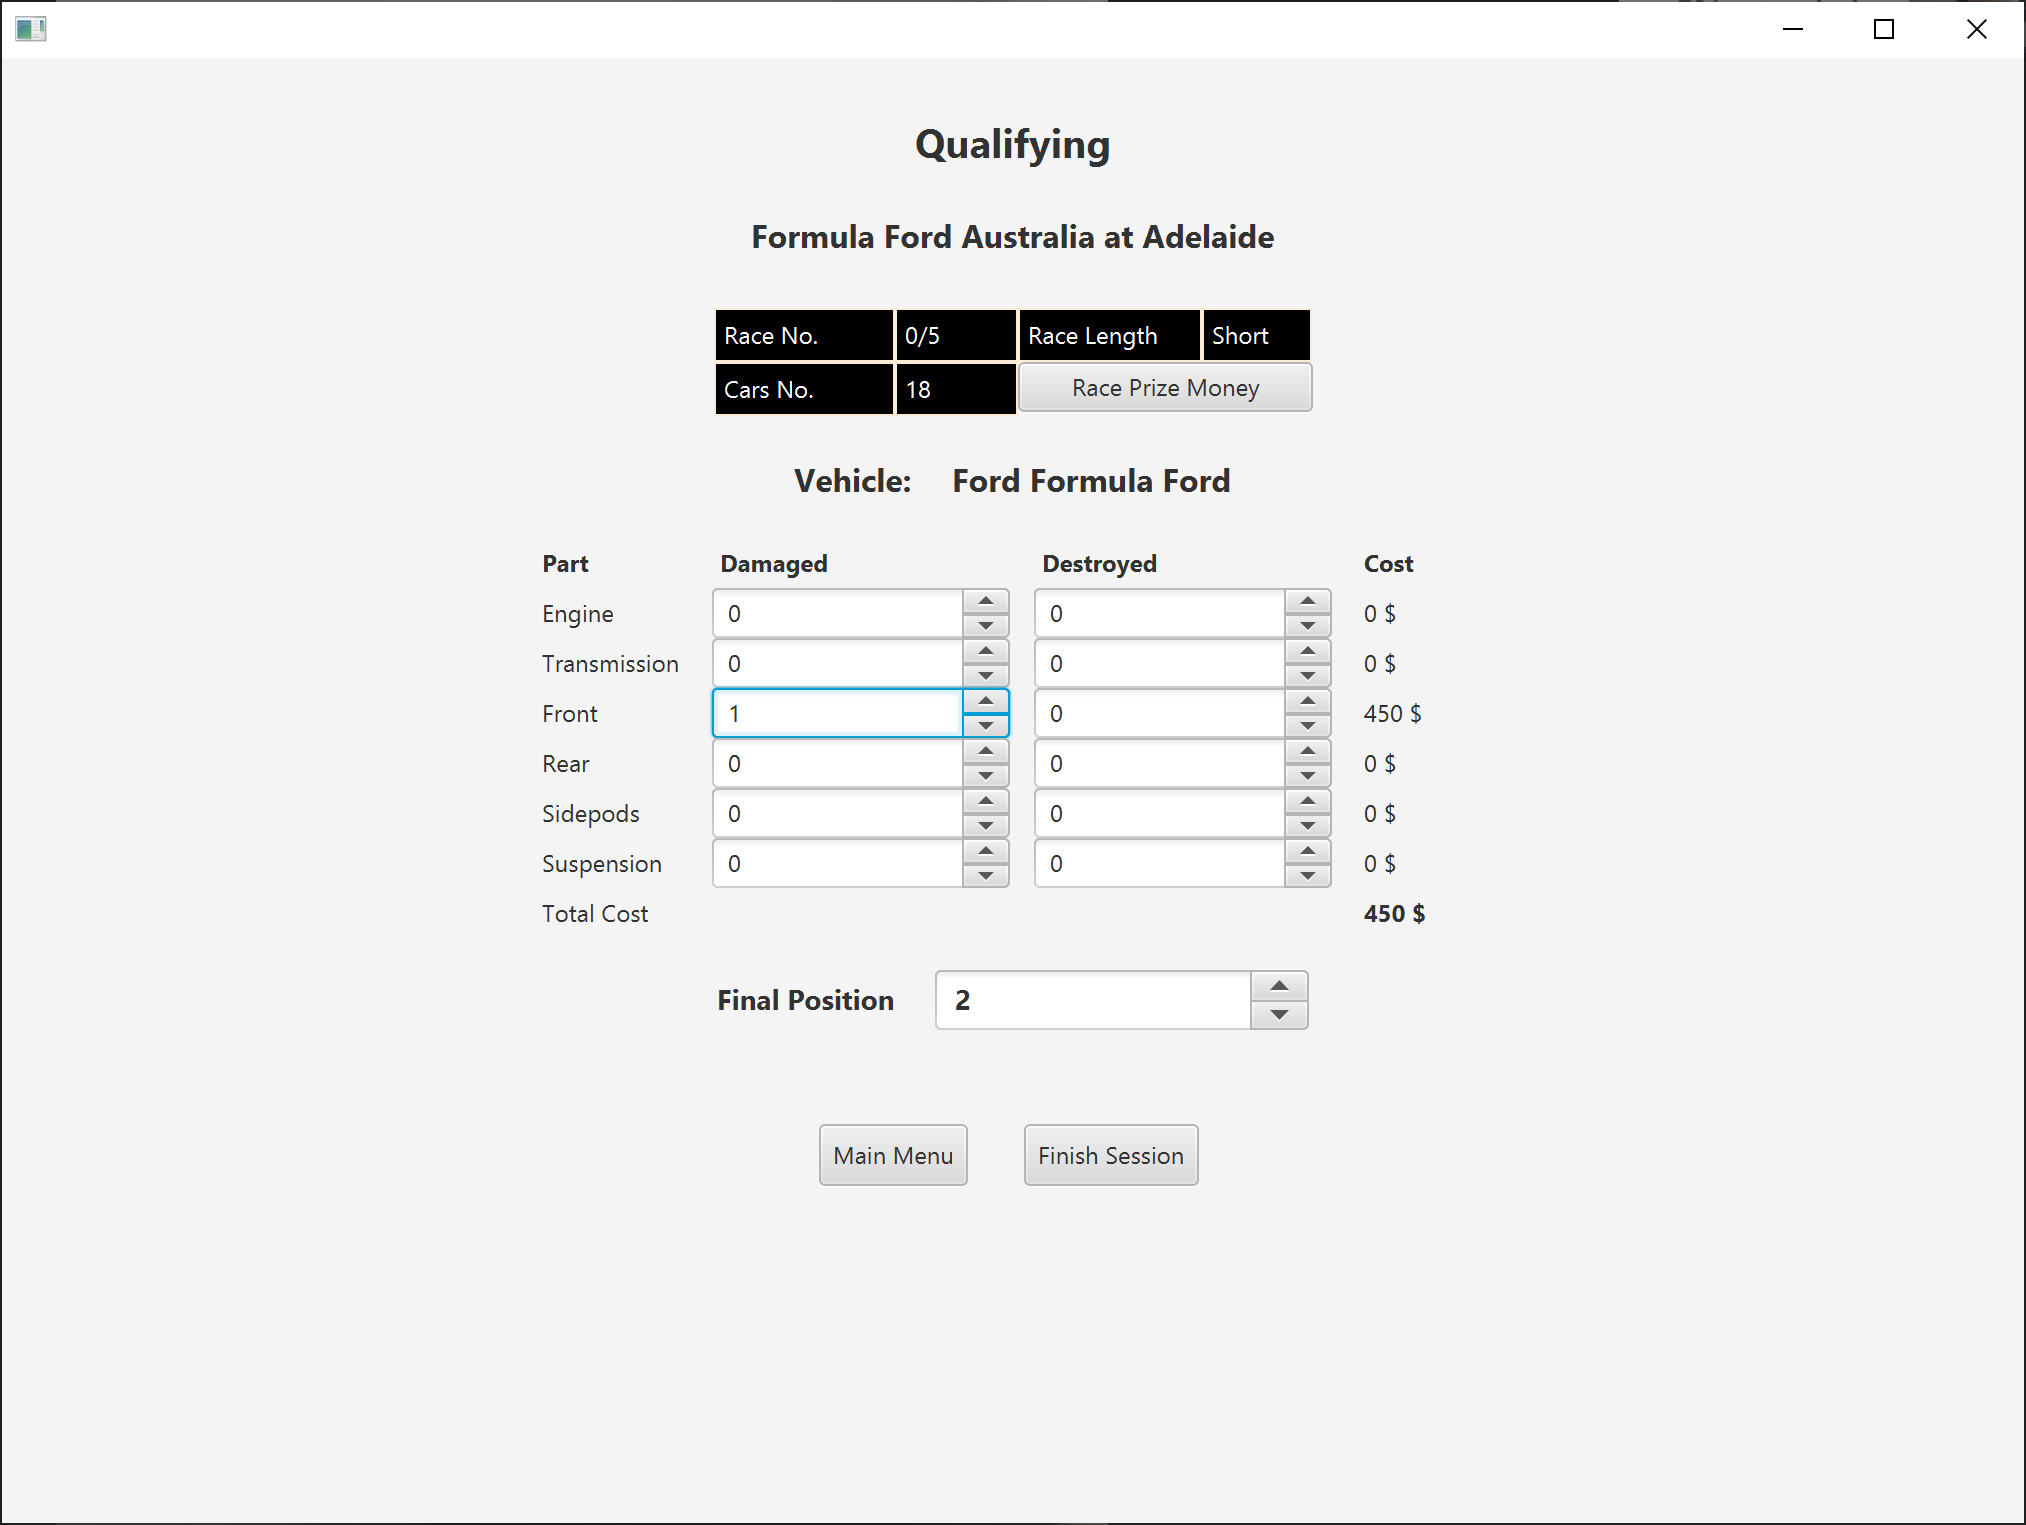 Qualifying
Formula Ford Australia at Adelaide
Race No. 0/5 Race Length Short
Cars No. 18 Race Prize Money
Vehicle: Ford Formula Ford
Part Damaged Destroyed Cost
Engine 0 0 0 $
Transmission 0 0 0 $
Front 1 0 450 $
Rear 0 0 0 $
Sidepods 0 0 0 $
Suspension 0 0 0 $
Total Cost 450 $
Final Position 2
Main Menu Finish Session